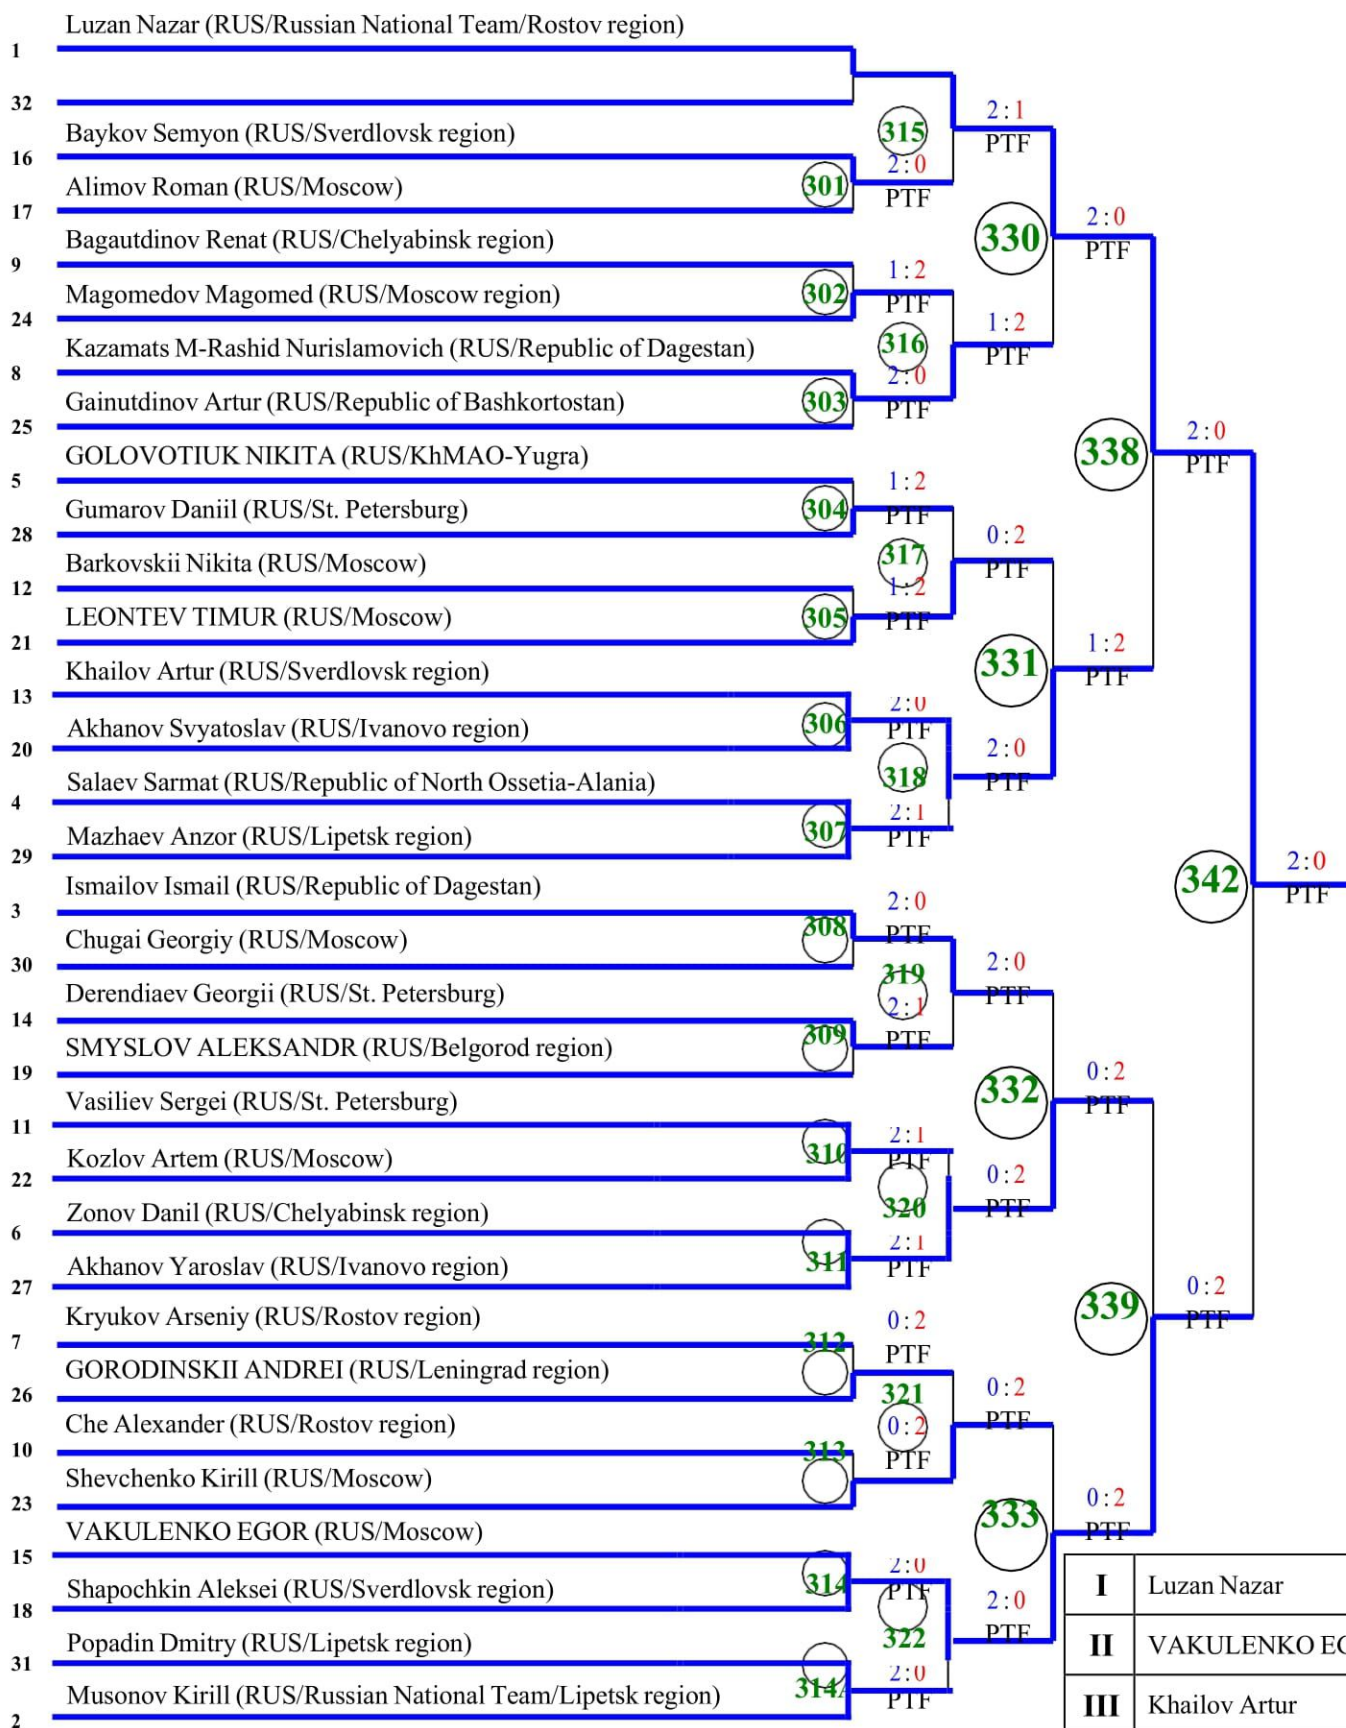 Luzan Nazar (RUS/Russian National Team/Rostov region)
1
32
2:1
PTF
Baykov Semyon (RUS/Sverdlovsk region)
315
16
2:0
PTF
Alimov Roman (RUS/Moscow)
301
17
2:0
PTF
Bagautdinov Renat (RUS/Chelyabinsk region)
330
9
1:2
PTF
Magomedov Magomed (RUS/Moscow region)
302
24
1:2
PTF
Kazamats M-Rashid Nurislamovich (RUS/Republic of Dagestan)
316
8
2:0
PTF
Gainutdinov Artur (RUS/Republic of Bashkortostan)
303
25
2:0
PTF
GOLOVOTIUK NIKITA (RUS/KhMAO-Yugra)
338
5
1:2
PTF
Gumarov Daniil (RUS/St. Petersburg)
304
28
0:2
PTF
Barkovskii Nikita (RUS/Moscow)
317
12
1:2
PTF
LEONTEV TIMUR (RUS/Moscow)
305
21
1:2
PTF
Khailov Artur (RUS/Sverdlovsk region)
331
13
2:0
PTF
Akhanov Svyatoslav (RUS/Ivanovo region)
306
20
2:0
PTF
Salaev Sarmat (RUS/Republic of North Ossetia-Alania)
318
4
2:1
PTF
Mazhaev Anzor (RUS/Lipetsk region)
307
29
2:0
PTF
Ismailov Ismail (RUS/Republic of Dagestan)
342
3
2:0
PTF
Chugai Georgiy (RUS/Moscow)
308
30
2:0
PTF
Derendiaev Georgii (RUS/St. Petersburg)
319
14
2:1
PTF
SMYSLOV ALEKSANDR (RUS/Belgorod region)
309
19
0:2
PTF
Vasiliev Sergei (RUS/St. Petersburg)
332
11
2:1
PTF
Kozlov Artem (RUS/Moscow)
310
22
0:2
PTF
Zonov Danil (RUS/Chelyabinsk region)
320
6
2:1
PTF
Akhanov Yaroslav (RUS/Ivanovo region)
311
27
0:2
PTF
Kryukov Arseniy (RUS/Rostov region)
339
7
0:2
PTF
312
GORODINSKII ANDREI (RUS/Leningrad region)
26
0:2
PTF
321
Che Alexander (RUS/Rostov region)
10
0:2
PTF
313
Shevchenko Kirill (RUS/Moscow)
23
0:2
PTF
VAKULENKO EGOR (RUS/Moscow)
333
15
2:0
PTF
Shapochkin Aleksei (RUS/Sverdlovsk region)
314
18
2:0
PTF
Popadin Dmitry (RUS/Lipetsk region)
322
31
2:0
PTF
Musonov Kirill (RUS/Russian National Team/Lipetsk region)
314A
2
I Luzan Nazar
II VAKULENKO
III Khailov Artur